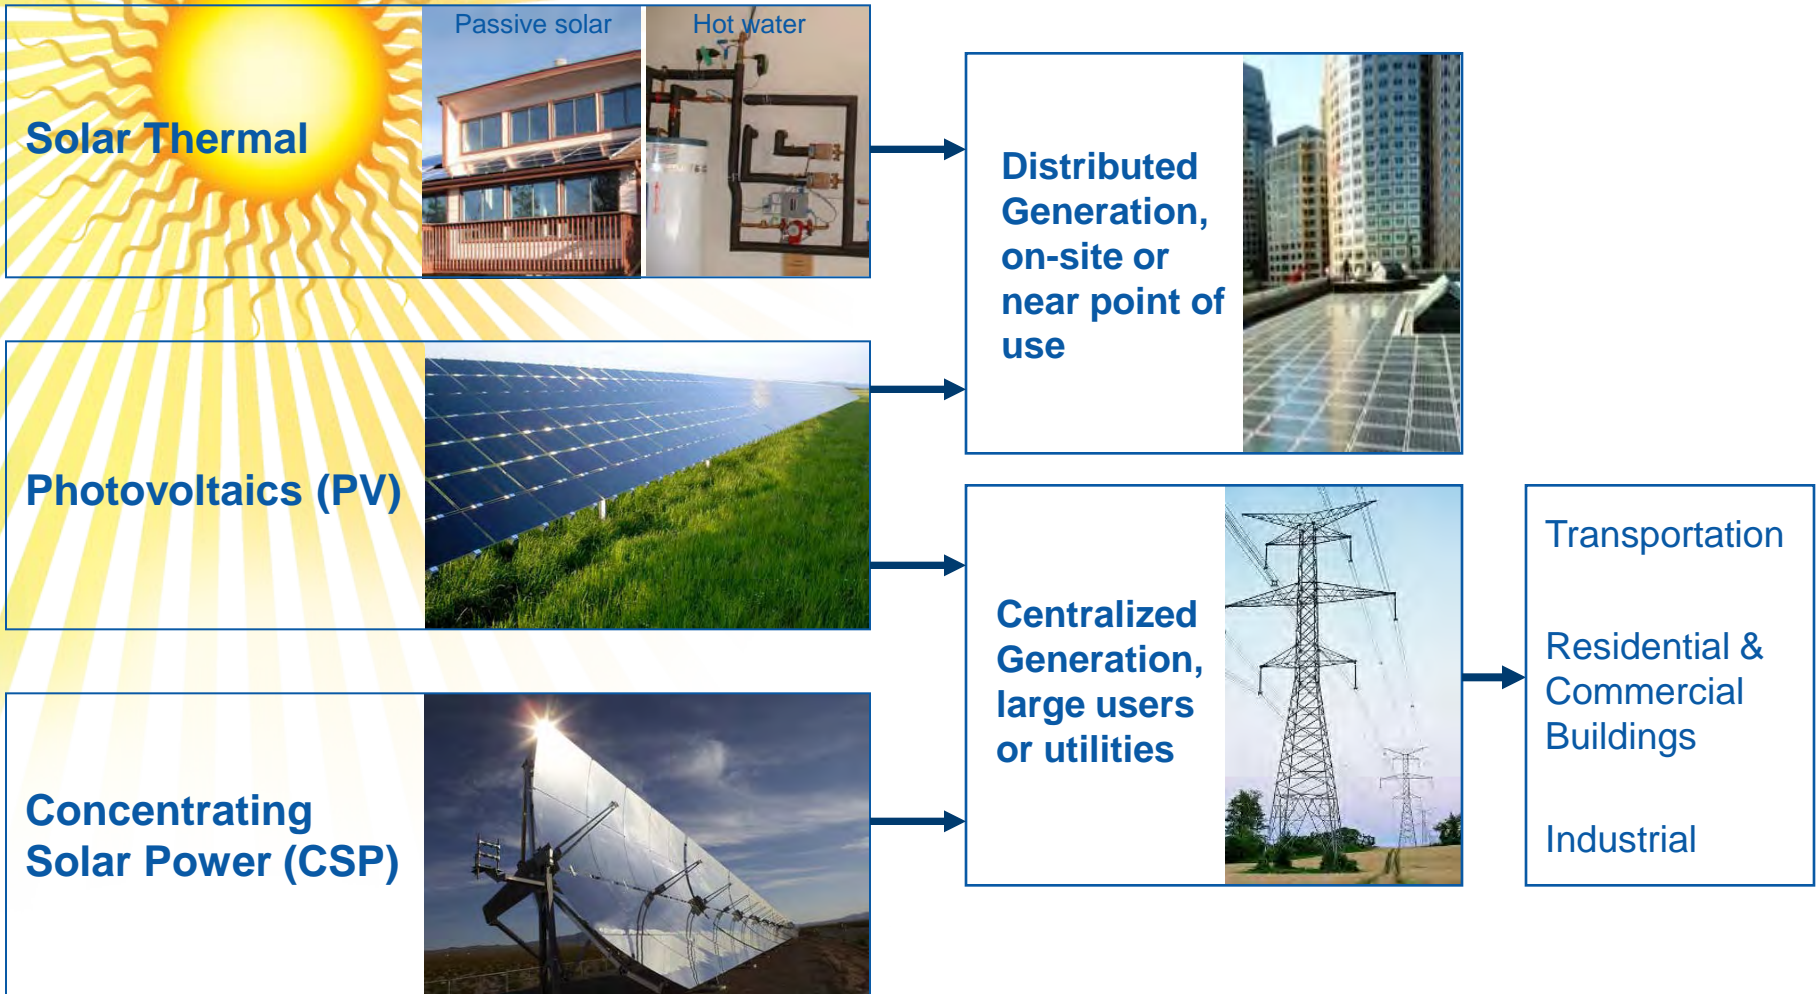 Passive solar
Hot water
Solar Thermal
Distributed
Generation,
on-site or
near point of
use
Photovoltaics (PV)
Centralized
Generation,
large users
or utilities
Transportation
Residential &
Commercial
Buildings
Industrial
Concentrating
Solar Power (CSP)